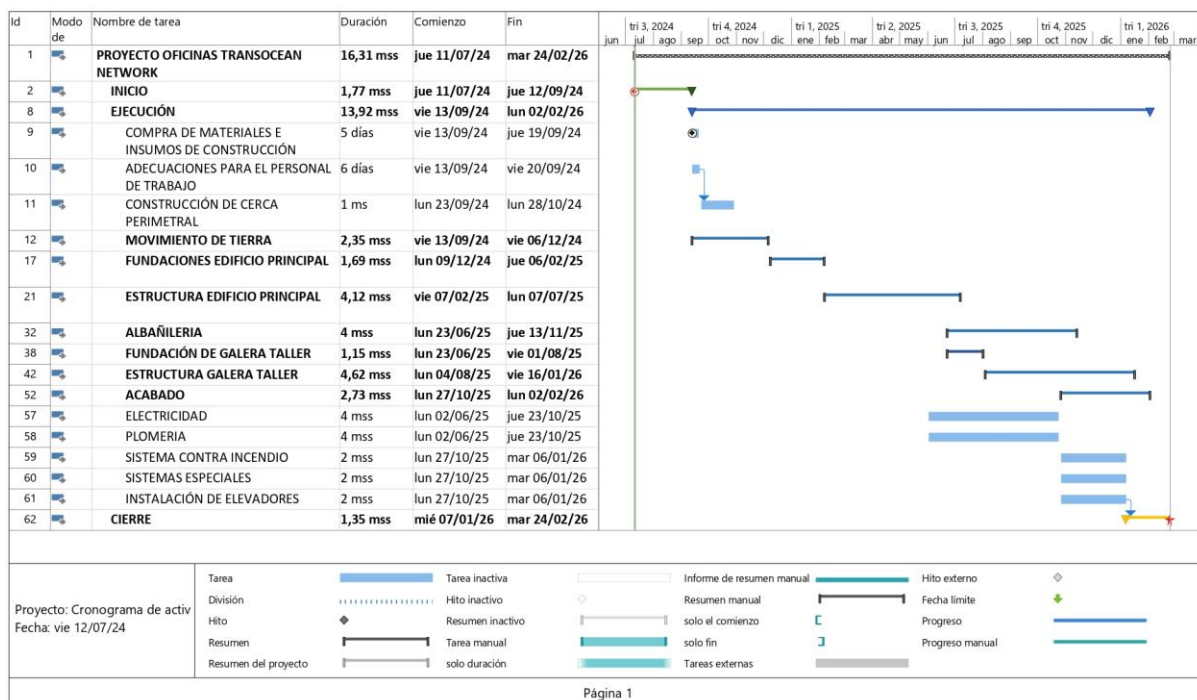 Id Modo de Nombre de tarea Duración Comienzo Fin
tri 3, 2024 tri 4, 2024 tri 1, 2025 tri 2, 2025 tri 3, 2025 tri 4, 2025 tri 1, 2026
jun jul ago sep oct nov dic ene feb mar abr may jun jul ago sep oct nov dic ene feb mar
1 PROYECTO OFICINAS TRANSOCEAN NETWORK 16,31 mss jue 11/07/24 mar 24/02/26
2 INICIO 1,77 mss jue 11/07/24 jue 12/09/24
8 EJECUCIÓN 13,92 mss vie 13/09/24 lun 02/02/26
9 COMPRA DE MATERIALES E INSUMOS DE CONSTRUCCIÓN 5 días vie 13/09/24 jue 19/09/24
10 ADECUACIONES PARA EL PERSONAL DE TRABAJO 6 días vie 13/09/24 vie 20/09/24
11 CONSTRUCCIÓN DE CERCA PERIMETRAL 1 ms lun 23/09/24 lun 28/10/24
12 MOVIMIENTO DE TIERRA 2,35 mss vie 13/09/24 vie 06/12/24
17 FUNDACIONES EDIFICIO PRINCIPAL 1,69 mss lun 09/12/24 jue 06/02/25
21 ESTRUCTURA EDIFICIO PRINCIPAL 4,12 mss vie 07/02/25 lun 07/07/25
32 ALBAÑILERIA 4 mss lun 23/06/25 jue 13/11/25
38 FUNDACIÓN DE GALERA TALLER 1,15 mss lun 23/06/25 vie 01/08/25
42 ESTRUCTURA GALERA TALLER 4,62 mss lun 04/08/25 vie 16/01/26
52 ACABADO 2,73 mss lun 27/10/25 lun 02/02/26
57 ELECTRICIDAD 4 mss lun 02/06/25 jue 23/10/25
58 PLOMERIA 4 mss lun 02/06/25 jue 23/10/25
59 SISTEMA CONTRA INCENDIO 2 mss lun 27/10/25 mar 06/01/26
60 SISTEMAS ESPECIALES 2 mss lun 27/10/25 mar 06/01/26
61 INSTALACIÓN DE ELEVADORES 2 mss lun 27/10/25 mar 06/01/26
62 CIERRE 1,35 mss mié 07/01/26 mar 24/02/26
Proyecto: Cronograma de activ
Fecha: vie 12/07/24
Tarea Tarea inactiva Informe de resumen manual Hito externo
División Hito inactivo Resumen manual Fecha límite
Hito Resumen inactivo solo el comienzo Progreso
Resumen Tarea manual solo fin Progreso manual
Resumen del proyecto solo duración Tareas externas
Página 1